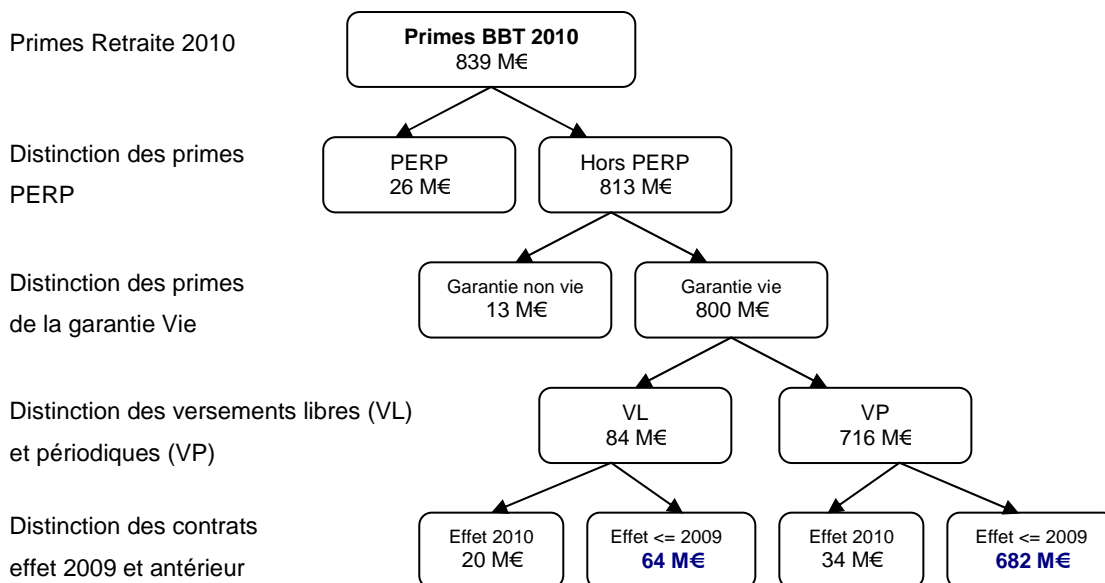 Primes Retraite 2010
Primes BBT 2010
839 M€
Distinction des primes
PERP
PERP
26 M€
Hors PERP
813 M€
Distinction des primes
de la garantie Vie
Garantie non vie
13 M€
Garantie vie
800 M€
Distinction des versements libres (VL)
et périodiques (VP)
VL
84 M€
VP
716 M€
Distinction des contrats
effet 2009 et antérieur
Effet 2010
20 M€
Effet <= 2009
64 M€
Effet 2010
34 M€
Effet <= 2009
682 M€